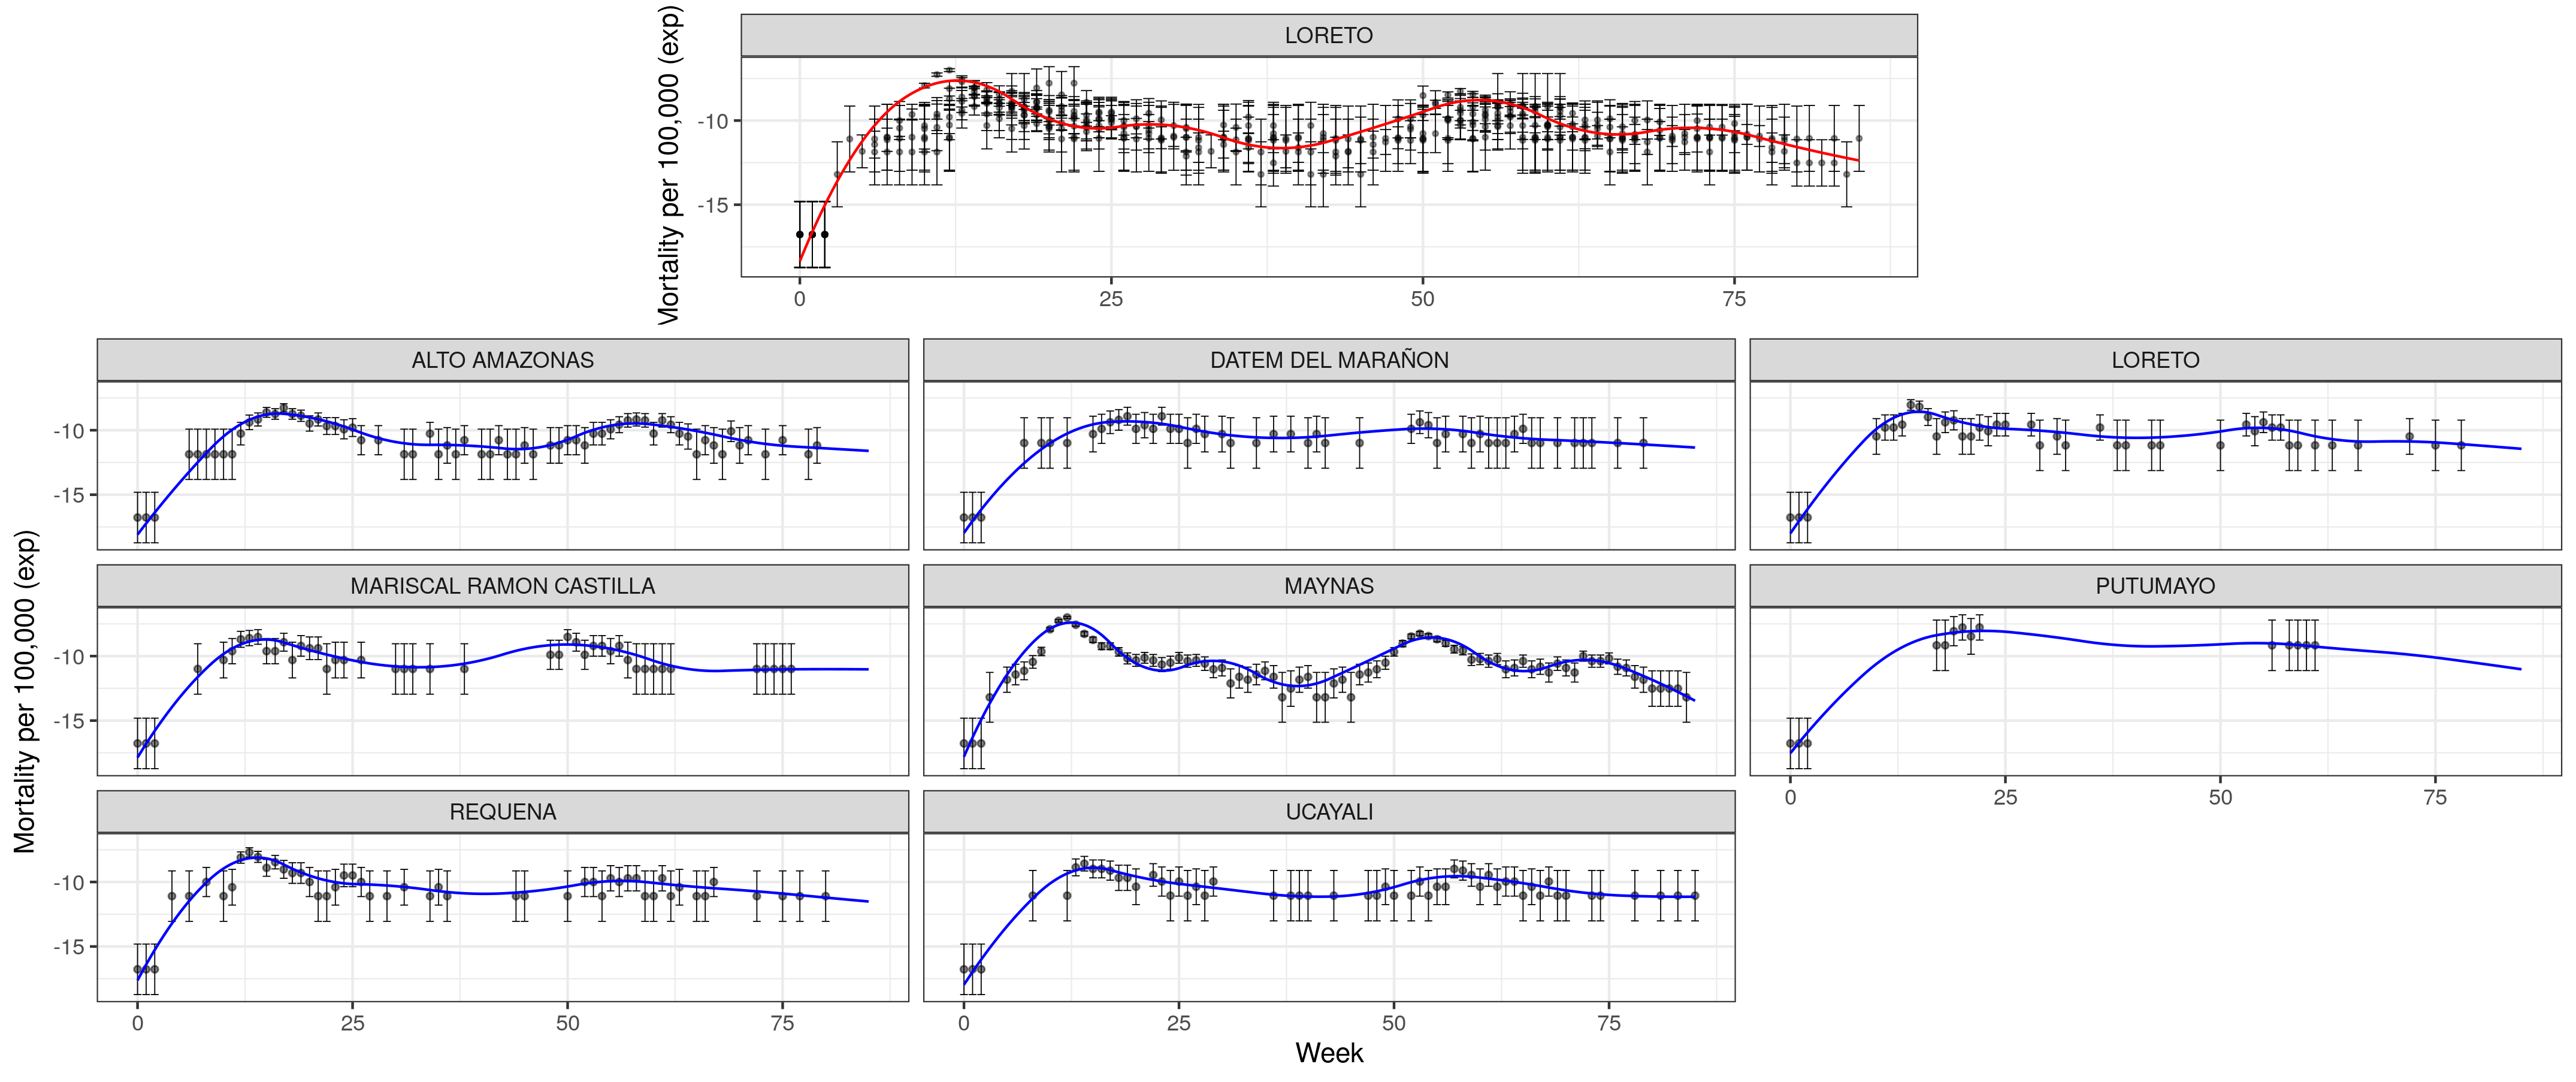 LORETO
Mortality per 100,000 (exp)
-10
-15
0 25 50 75
ALTO AMAZONAS DATEM DEL MARAÑON LORETO
-10
-15
MARISCAL RAMON CASTILLA MAYNAS PUTUMAYO
-10
-15
0 25 50 75
REQUENA UCAYALI
-10
-15
0 25 50 75 0 25 50 75
Mortality per 100,000 (exp)
Week